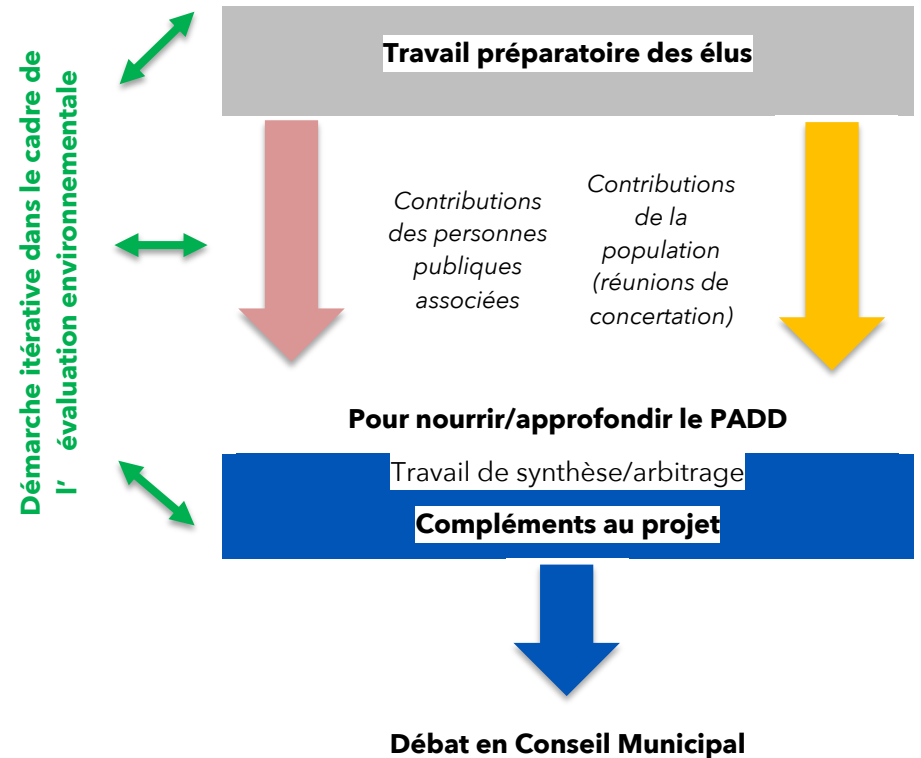 Démarche itérative dans le cadre de
l’ évaluation environnementale
Travail préparatoire des élus
Contributions
des personnes
publiques
associées
Contributions
de la
population
(réunions de
concertation)
Pour nourrir/approfondir le PADD
Travail de synthèse/arbitrage
Compléments au projet
Débat en Conseil Municipal